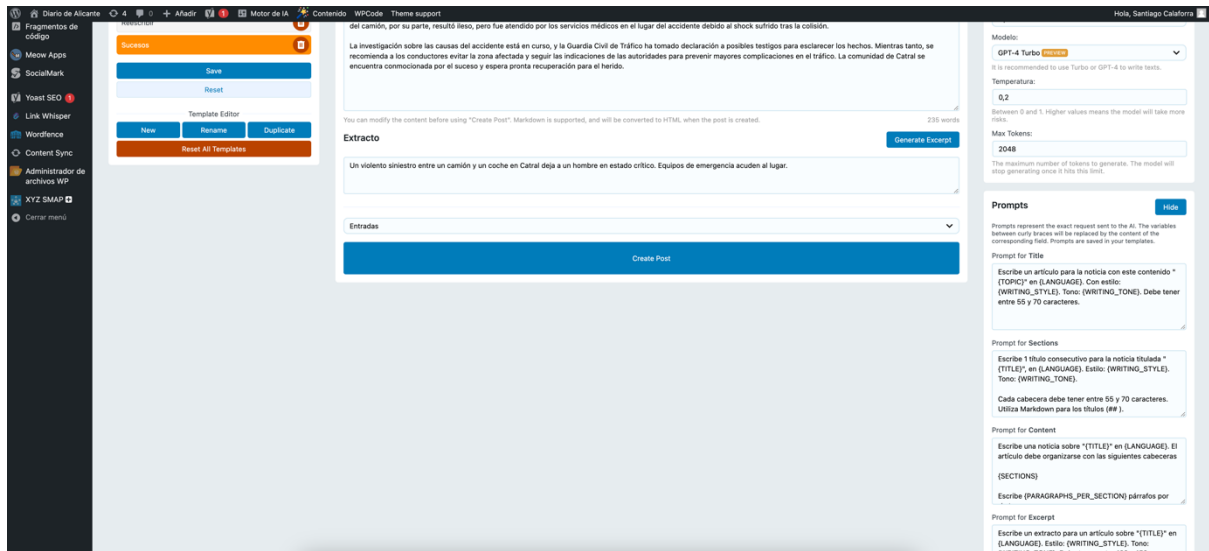 Diario de Alicante 4 0 + Añadir 1 Motor de IA Contenido WPCode Theme support Hola, Santiago Calaforra
Fragmentos de
código
Meow Apps
SocialMark
Yoast SEO 1
Link Whisper
Wordfence
Content Sync
Administrador de
archivos WP
XYZ SMAP
Cerrar menú
Reescribir
Sucesos
Save
Reset
Template Editor
New Rename Duplicate
Reset All Templates
del camión, por su parte, resultó ileso, pero fue atendido por los servicios médicos en el lugar del accidente debido al shock sufrido tras la colisión.
La investigación sobre las causas del accidente está en curso, y la Guardia Civil de Tráfico ha tomado declaración a posibles testigos para esclarecer los hechos. Mientras tanto, se
recomienda a los conductores evitar la zona afectada y seguir las indicaciones de las autoridades para prevenir mayores complicaciones en el tráfico. La comunidad de Catral se
encuentra conmocionada por el suceso y espera pronta recuperación para el herido.
You can modify the content before using "Create Post". Markdown is supported, and will be converted to HTML when the post is created. 235 words
Extracto
Generate Excerpt
Un violento siniestro entre un camión y un coche en Catral deja a un hombre en estado crítico. Equipos de emergencia acuden al lugar.
Entradas
Create Post
Modelo:
GPT-4 Turbo PREVIEW
It is recommended to use Turbo or GPT-4 to write texts.
Temperatura:
0,2
Between 0 and 1. Higher values means the model will take more
risks.
Max Tokens:
2048
The maximum number of tokens to generate. The model will
stop generating once it hits this limit.
Prompts
Hide
Prompts represent the exact request sent to the AI. The variables
between curly braces will be replaced by the content of the
corresponding field. Prompts are saved in your templates.
Prompt for Title
Escribe un artículo para la noticia con este contenido "
{TOPIC}" en {LANGUAGE}. Con estilo:
{WRITING_STYLE}. Tono: {WRITING_TONE}. Debe tener
entre 55 y 70 caracteres.
Prompt for Sections
Escribe 1 título consecutivo para la noticia titulada "
{TITLE}", en {LANGUAGE}. Estilo: {WRITING_STYLE}.
Tono: {WRITING_TONE}.
Cada cabecera debe tener entre 55 y 70 caracteres.
Utiliza Markdown para los títulos (## ).
Prompt for Content
Escribe una noticia sobre "{TITLE}" en {LANGUAGE}. El
artículo debe organizarse con las siguientes cabeceras
{SECTIONS}
Escribe {PARAGRAPHS_PER_SECTION} párrafos por
Prompt for Excerpt
Escribe un extracto para un artículo sobre "{TITLE}" en
{LANGUAGE}. Estilo: {WRITING_STYLE}. Tono: